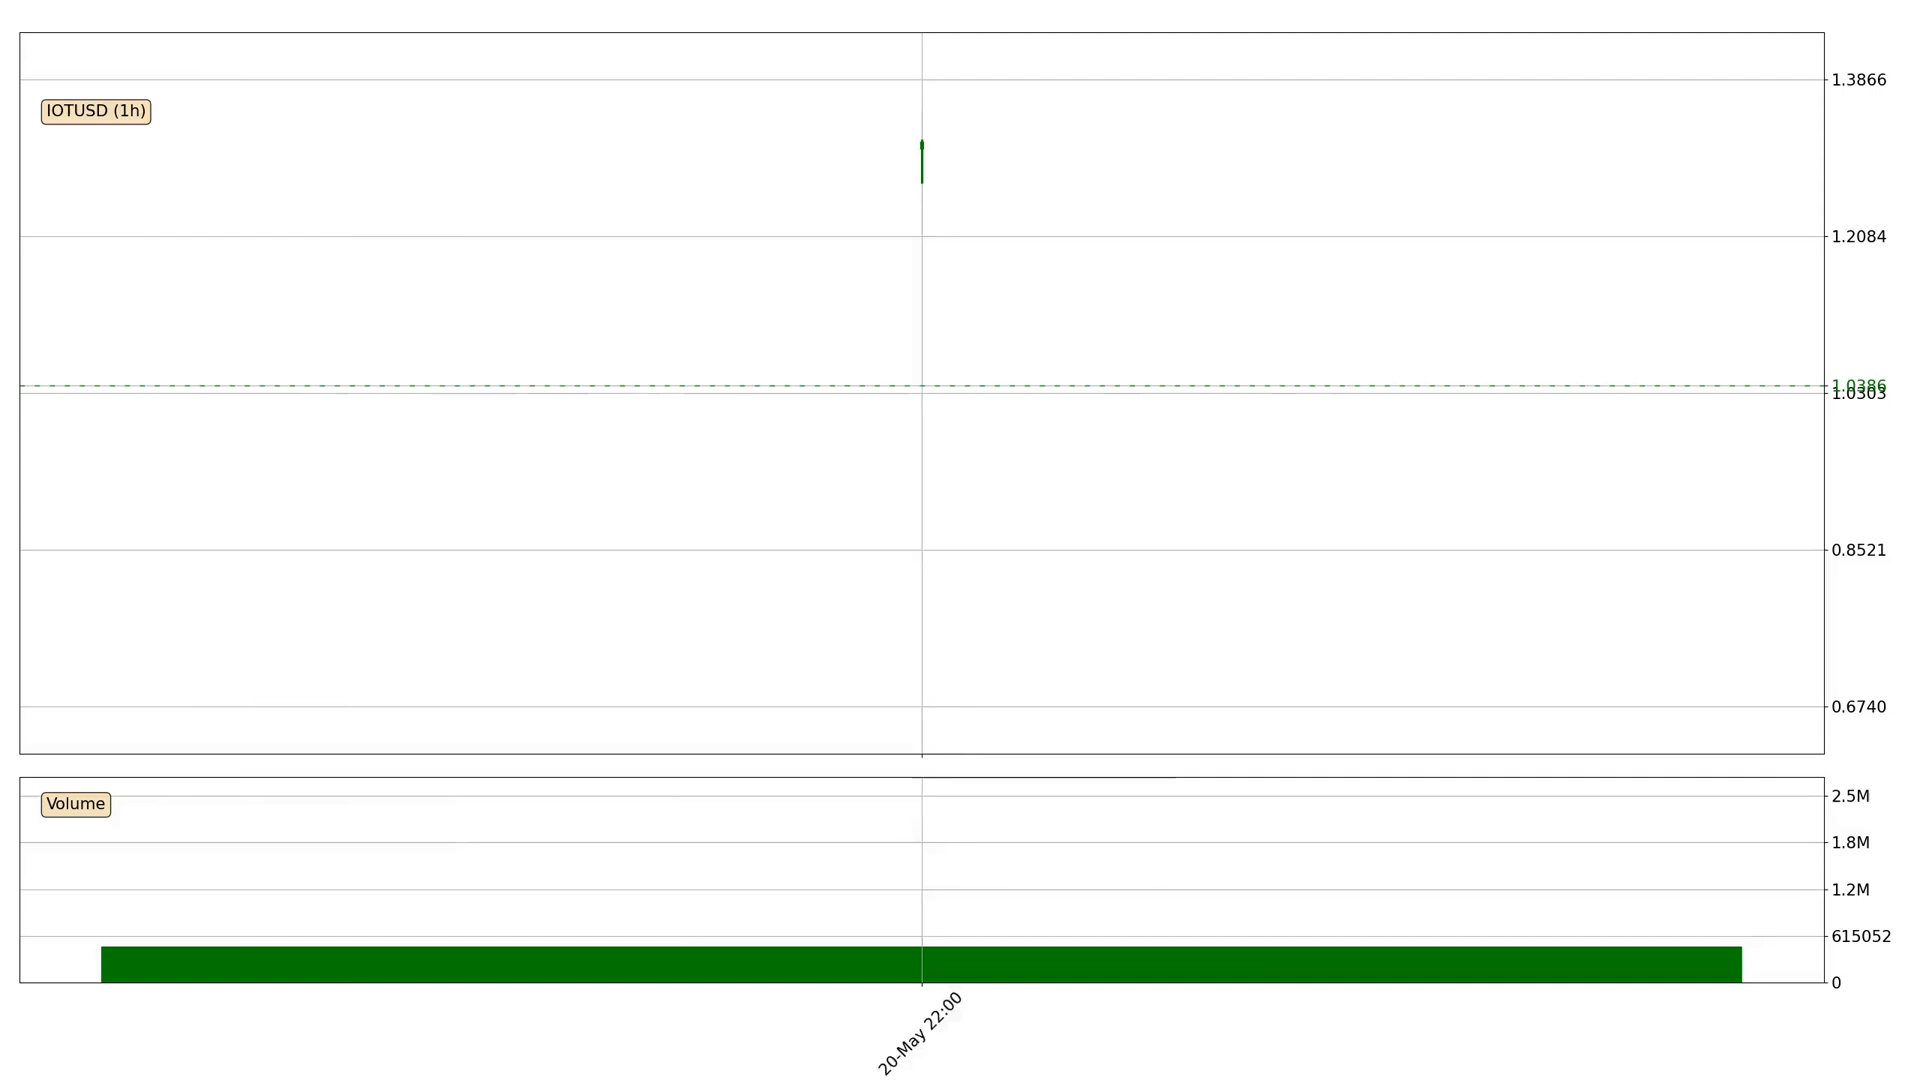 1.3866
IOTUSD (1h)
1.2084
1.0386
1.0303
0.8521
0.6740
Volume
2.5M
1.8M
1.2M
615052
0
20-May 22:00